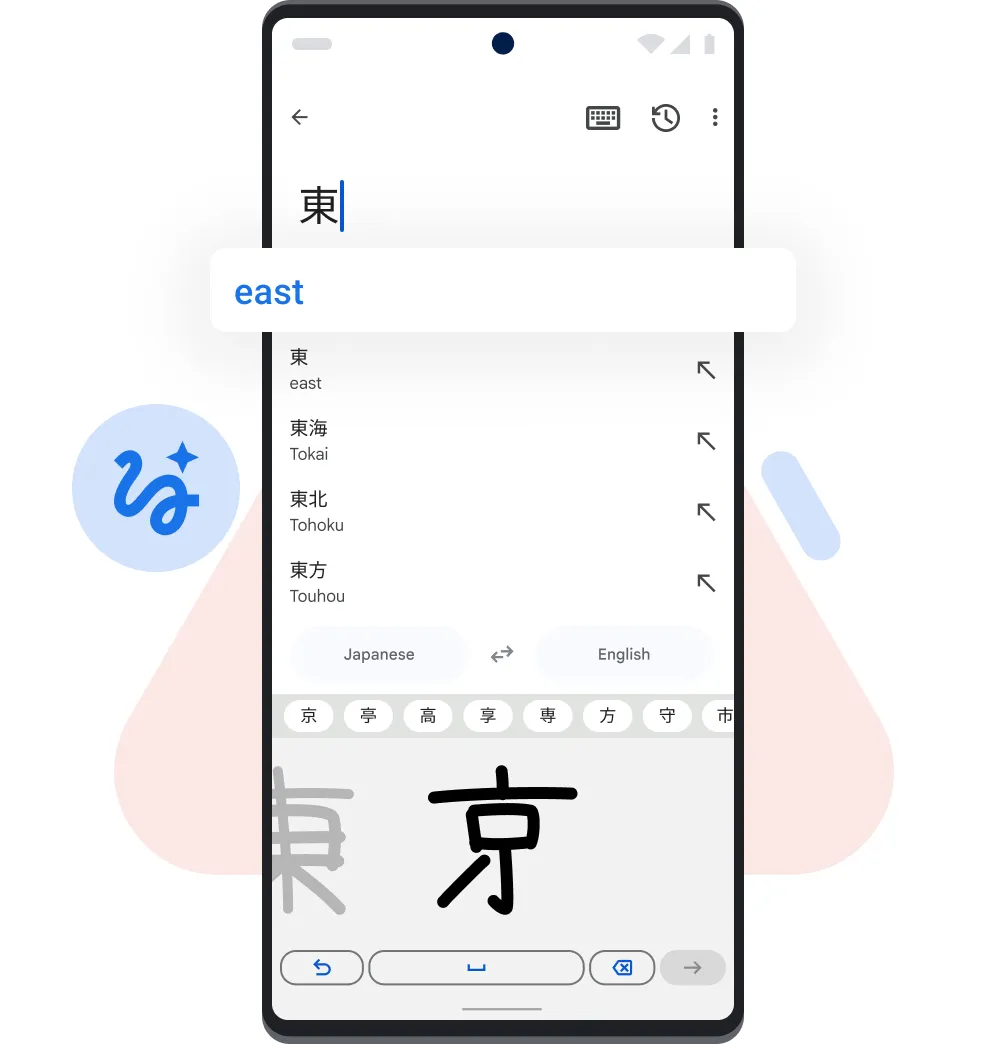 東
east
東
east
東海
Tokai
東北
Tohoku
東方
Touhou
Japanese English
京 亭 高 享 専 方 守 市
東 京